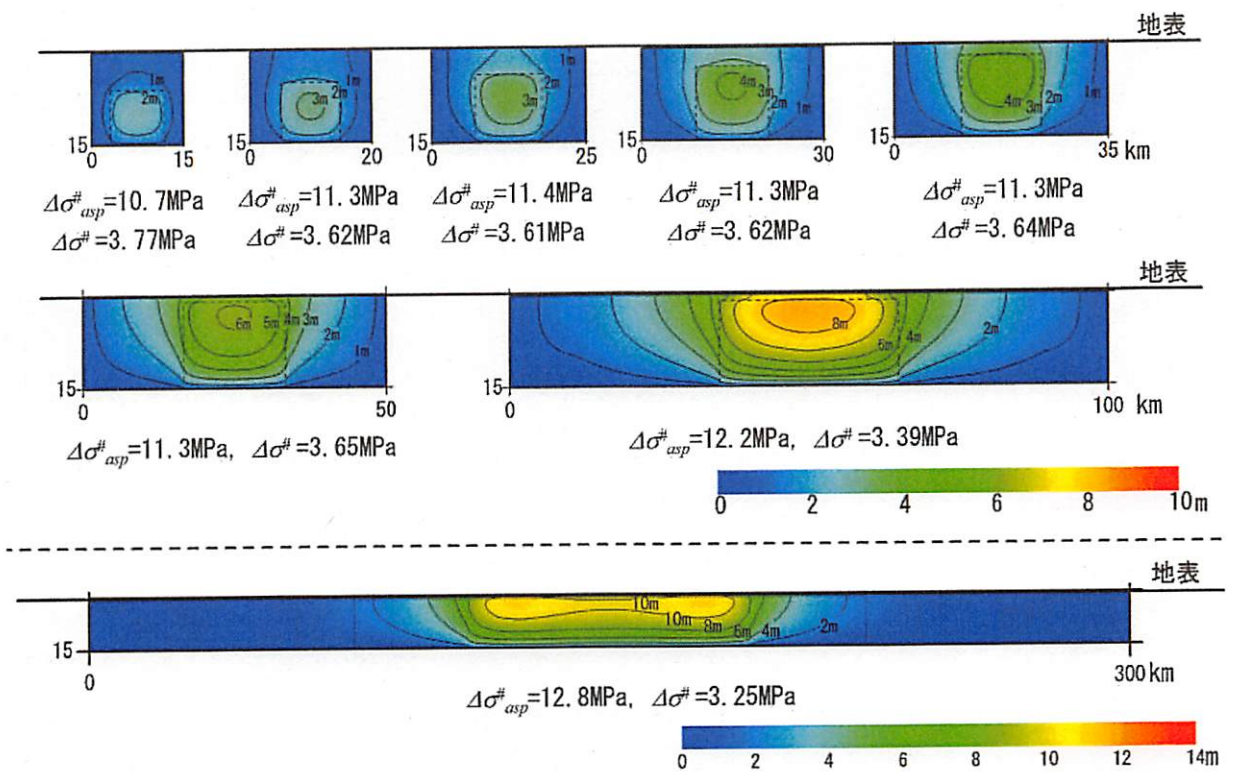 地表
1m 2m
1m 2m 3m
1m 2m 3m
4m 3m 2m 1m
4m 3m 2m 1m
15 0 15
15 0 20
15 0 25
15 0 30
15 0 35 km
Δσ#asp=10.7MPa Δσ#asp=11.3MPa Δσ#asp=11.4MPa Δσ#asp=11.3MPa Δσ#asp=11.3MPa
Δσ#=3.77MPa Δσ#=3.62MPa Δσ#=3.61MPa Δσ#=3.62MPa Δσ#=3.64MPa
地表
6m 5m 4m 3m 2m 1m
8m 6m 4m 2m
15 0 50
15 0 100 km
Δσ#asp=11.3MPa, Δσ#=3.65MPa
Δσ#asp=12.2MPa, Δσ#=3.39MPa
0 2 4 6 8 10m
地表
10m 10m 8m 6m 4m 2m
15 0 300km
Δσ#asp=12.8MPa, Δσ#=3.25MPa
0 2 4 6 8 10 12 14m